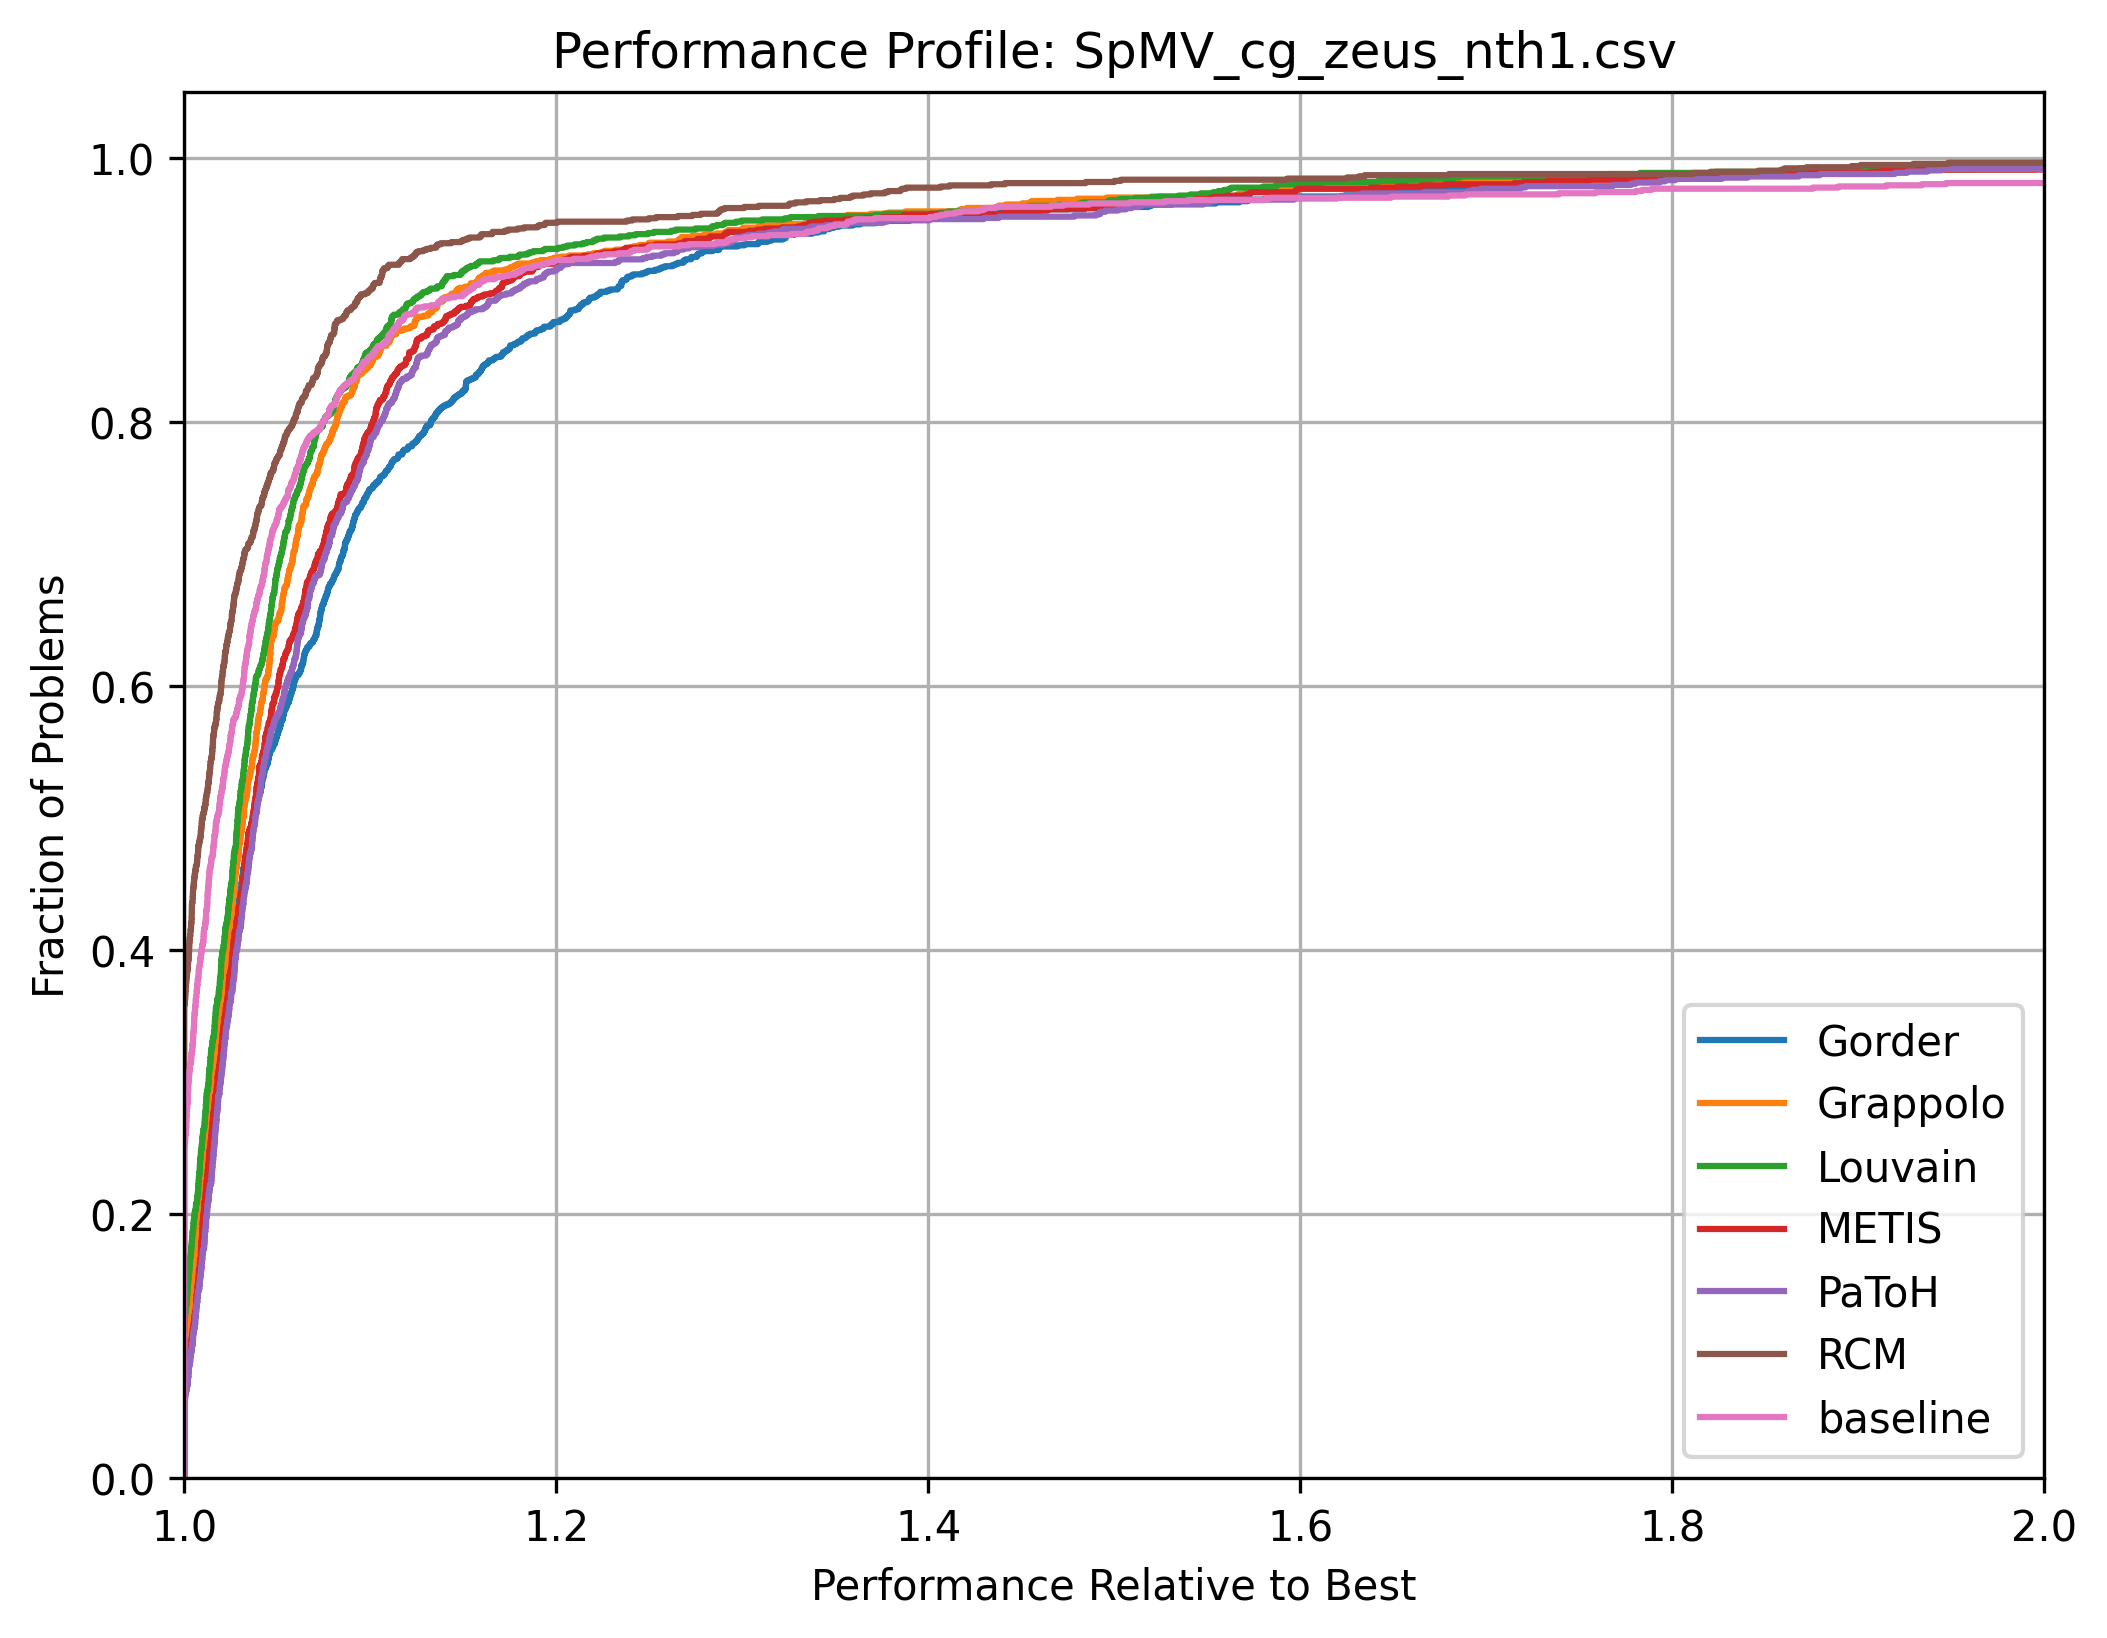 Performance Profile: SpMV_cg_zeus_nth1.csv
Fraction of Problems
1.0
0.8
0.6
0.4
0.2
0.0
1.0 1.2 1.4 1.6 1.8 2.0
Performance Relative to Best
Gorder
Grappolo
Louvain
METIS
PaToH
RCM
baseline